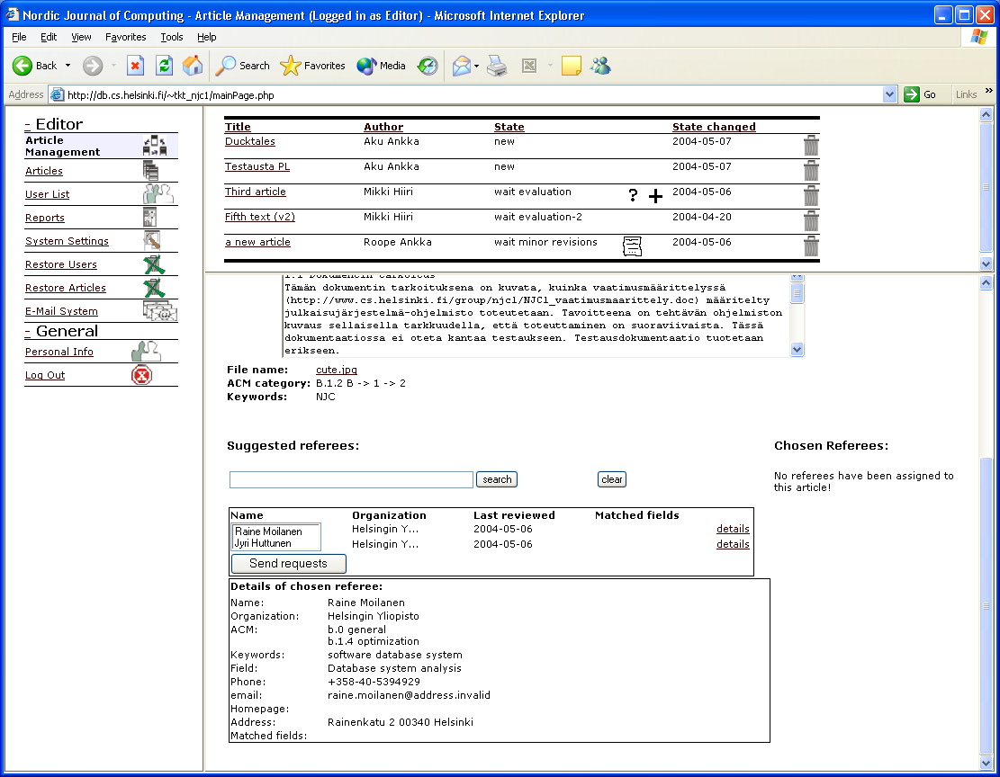 Nordic Journal of Computing - Article Management (Logged in as Editor) - Microsoft Internet Explorer
File Edit View Favorites Tools Help
Back Search Favorites Media
Address http://db.cs.helsinki.fi/~tkt_njc1/mainPage.php Go Links »
- Editor
Article
Management
Articles
User List
Reports
System Settings
Restore Users
Restore Articles
E-Mail System
- General
Personal Info
Log Out
Title Author State State changed
Ducktales Aku Ankka new 2004-05-07
Testausta PL Aku Ankka new 2004-05-07
Third article Mikki Hiiri wait evaluation ? + 2004-05-06
Fifth text (v2) Mikki Hiiri wait evaluation-2 2004-04-20
a new article Roope Ankka wait minor revisions 2004-05-06
1.1 Dokumentin tarkoitus
Tämän dokumentin tarkoituksena on kuvata, kuinka vaatimusmäärittelyssä
(http://www.cs.helsinki.fi/group/njc1/NJC1_vaatimusmaarittely.doc) määritelty
julkaisujärjestelmä-ohjelmisto toteutetaan. Tavoitteena on tehtävän ohjelmiston
kuvaus sellaisella tarkkuudella, että toteuttaminen on suoraviivaista. Tässä
dokumentaatiossa ei oteta kantaa testaukseen. Testausdokumentaatio tuotetaan
erikseen.
File name: cute.jpg
ACM category: B.1.2 B -> 1 -> 2
Keywords: NJC
Suggested referees:
search clear
Name Organization Last reviewed Matched fields
Raine Moilanen Helsingin Y... 2004-05-06 details
Jyri Huttunen Helsingin Y... 2004-05-06 details
Send requests
Details of chosen referee:
Name: Raine Moilanen
Organization: Helsingin Yliopisto
ACM: b.0 general
b.1.4 optimization
Keywords: software database system
Field: Database system analysis
Phone: +358-40-5394929
email: raine.moilanen@address.invalid
Homepage:
Address: Rainenkatu 2 00340 Helsinki
Matched fields:
Chosen Referees:
No referees have been assigned to
this article!